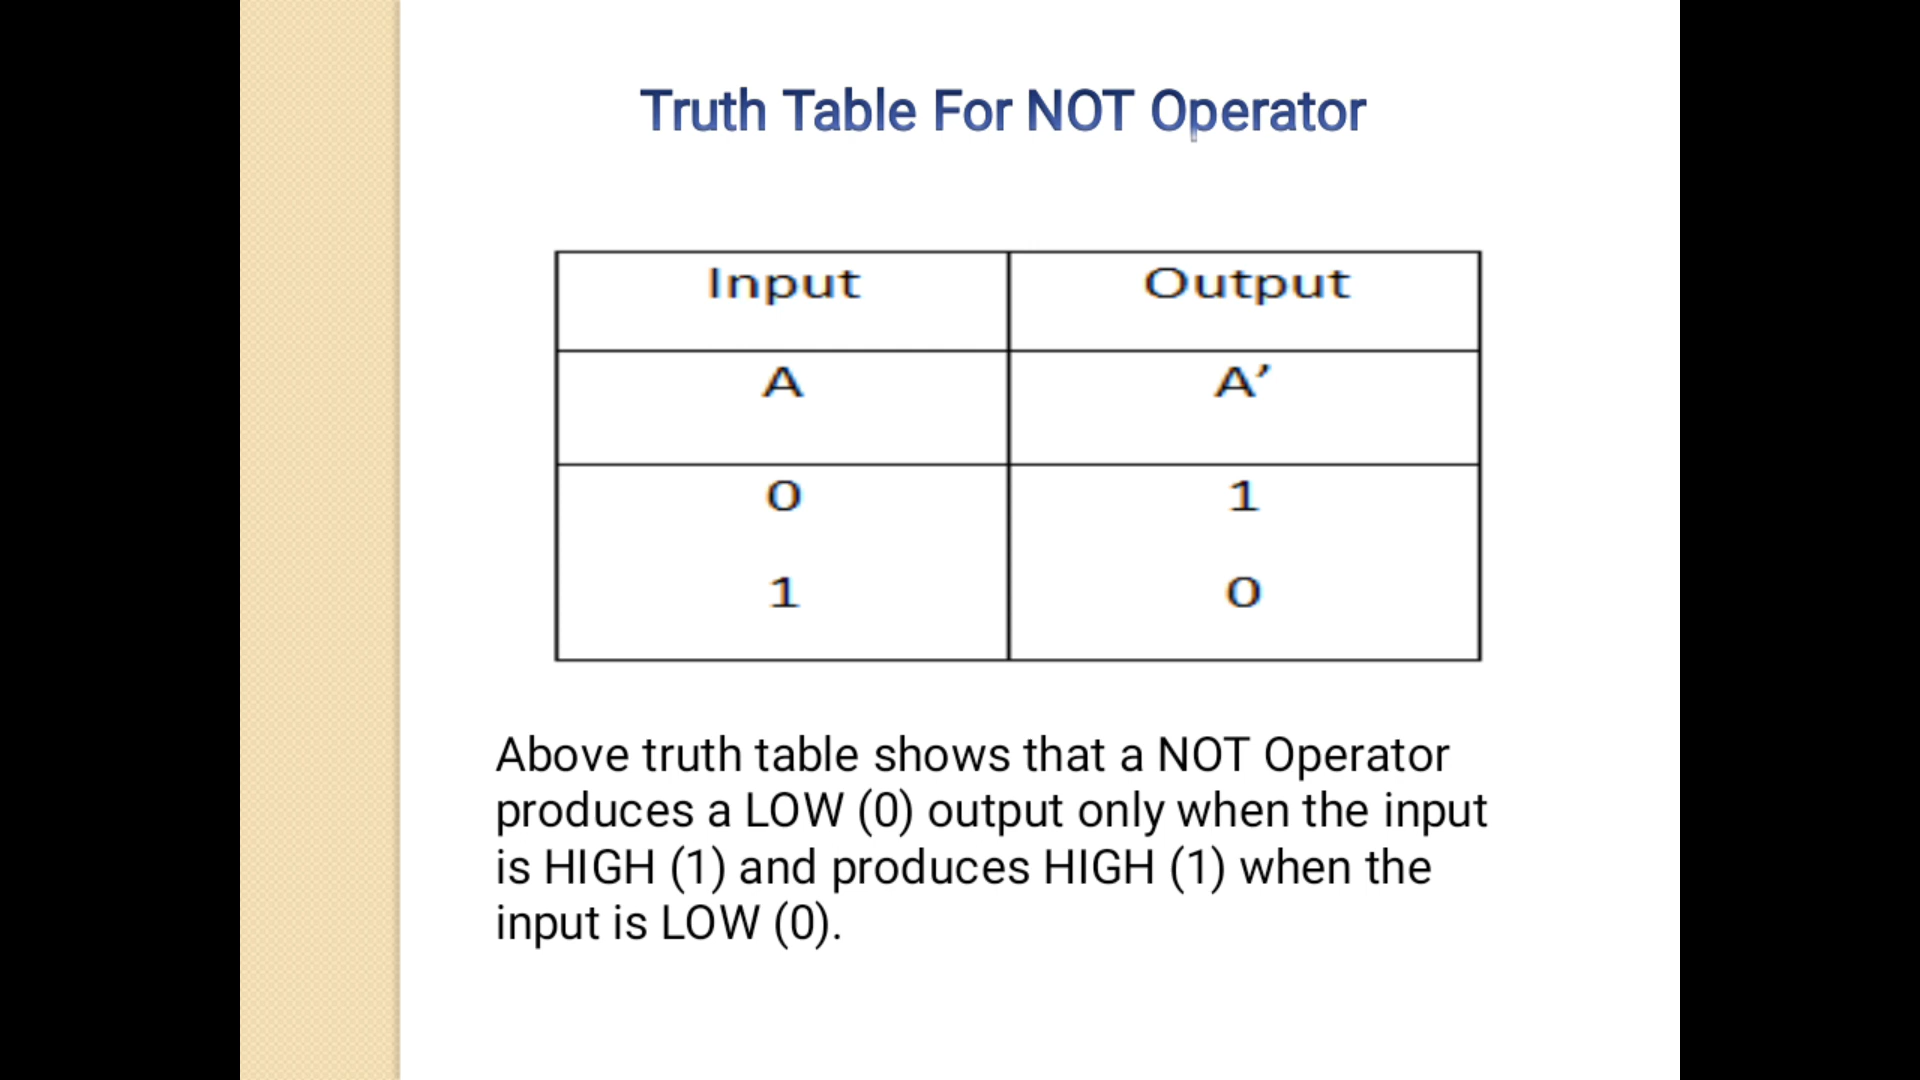 Truth Table For NOT Operator
Input Output
A A’
0 1
1 0
Above truth table shows that a NOT Operator
produces a LOW (0) output only when the input
is HIGH (1) and produces HIGH (1) when the
input is LOW (0).